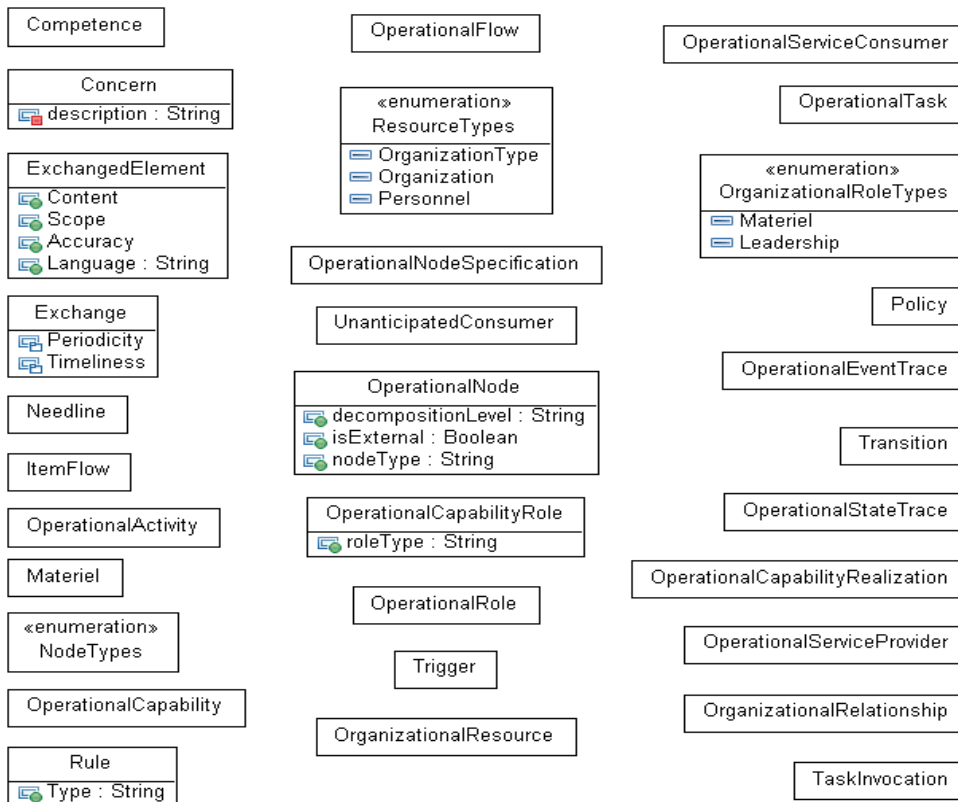 Competence
Concern
description : String
ExchangedElement
Content
Scope
Accuracy
Language : String
Exchange
Periodicity
Timeliness
Needline
ItemFlow
OperationalActivity
Materiel
«enumeration»
NodeTypes
OperationalCapability
Rule
Type : String
OperationalFlow
«enumeration»
ResourceTypes
OrganizationType
Organization
Personnel
OperationalNodeSpecification
UnanticipatedConsumer
OperationalNode
decompositionLevel : String
isExternal : Boolean
nodeType : String
OperationalCapabilityRole
roleType : String
OperationalRole
Trigger
OrganizationalResource
OperationalServiceConsumer
OperationalTask
«enumeration»
OrganizationalRoleTypes
Materiel
Leadership
Policy
OperationalEventTrace
Transition
OperationalStateTrace
OperationalCapabilityRealization
OperationalServiceProvider
OrganizationalRelationship
TaskInvocation